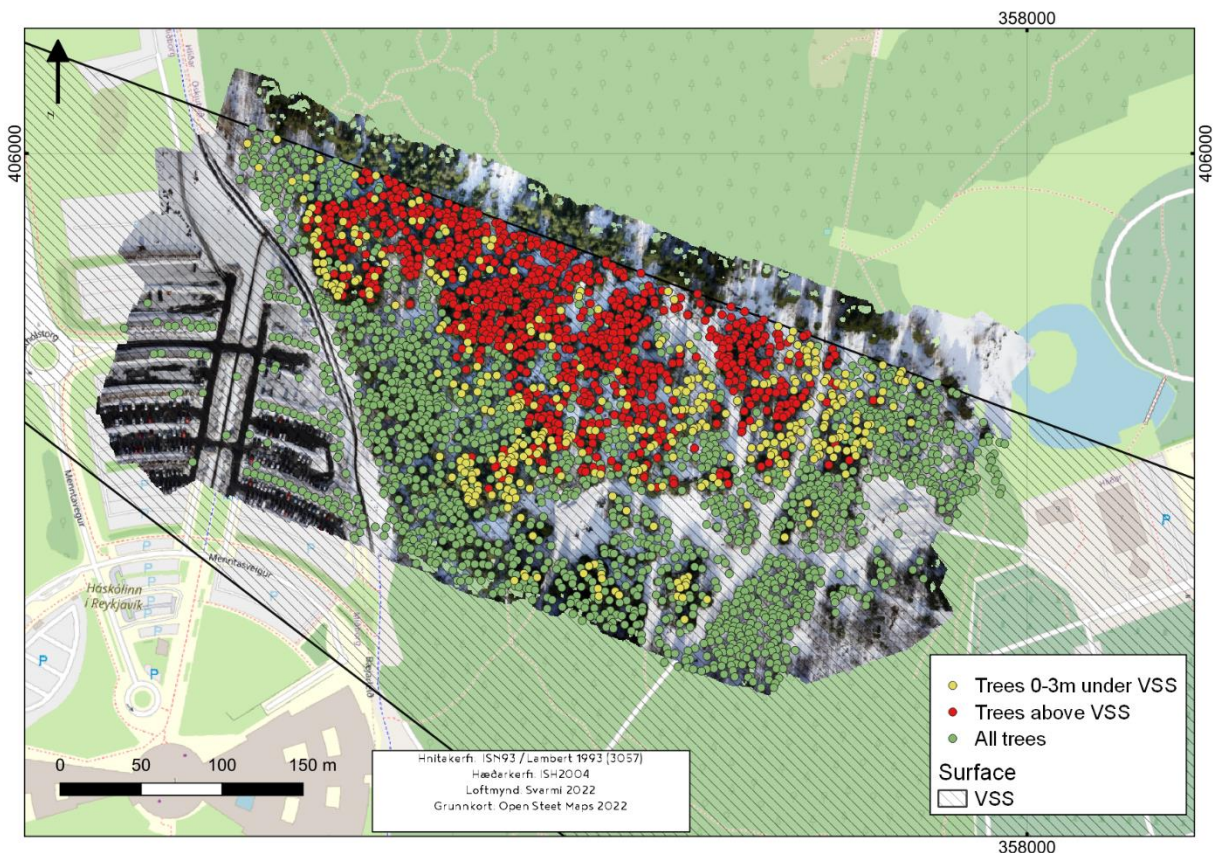 358000
406000
406000
Menntavegur
Menntasveigur
Háskólinn
í Reykjavík
P
P
P
P
P
P
P
Trees 0-3m under VSS
Trees above VSS
All trees
Surface
VSS
0 50 100 150 m
Hnitakerfi. ISN93 / Lambert 1993 (3057)
Hæðarkerfi. ISH2004
Loftmynd. Svarmi 2022
Grunnkort. Open Steet Maps 2022
358000